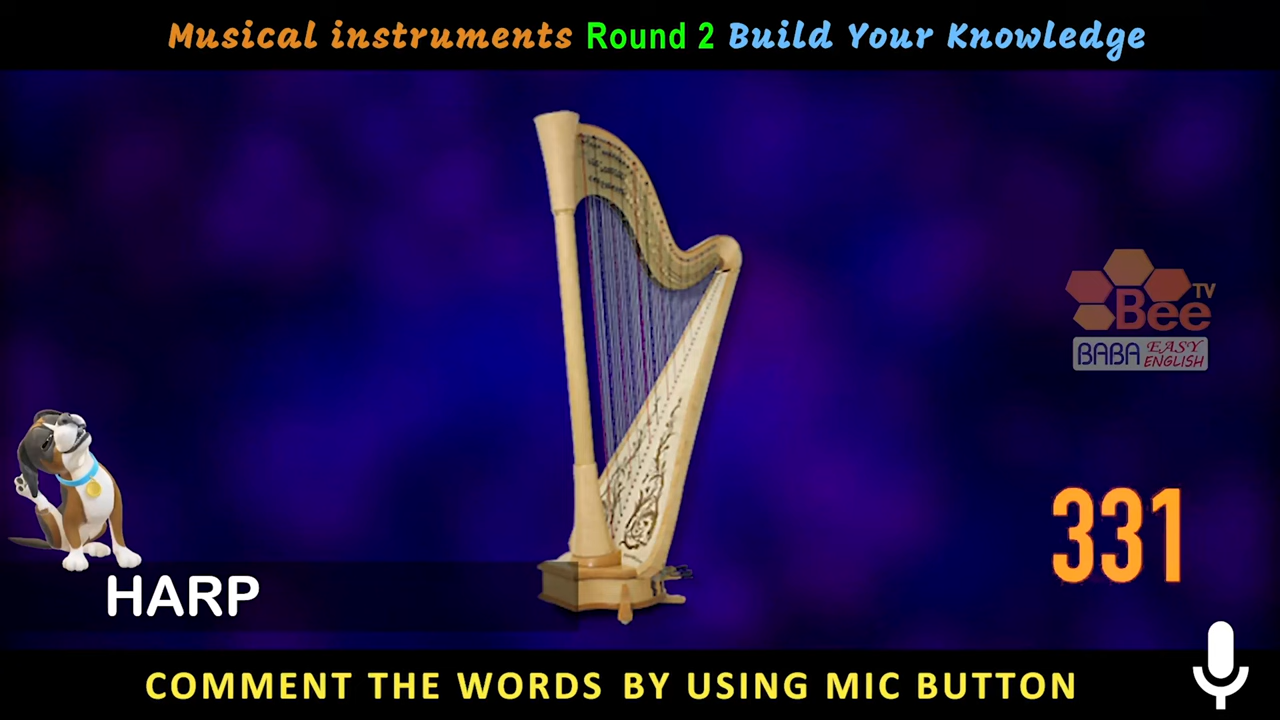 Musical instruments Round 2 Build Your Knowledge
TV
Bee
BABA EASY ENGLISH
331
HARP
COMMENT THE WORDS BY USING MIC BUTTON